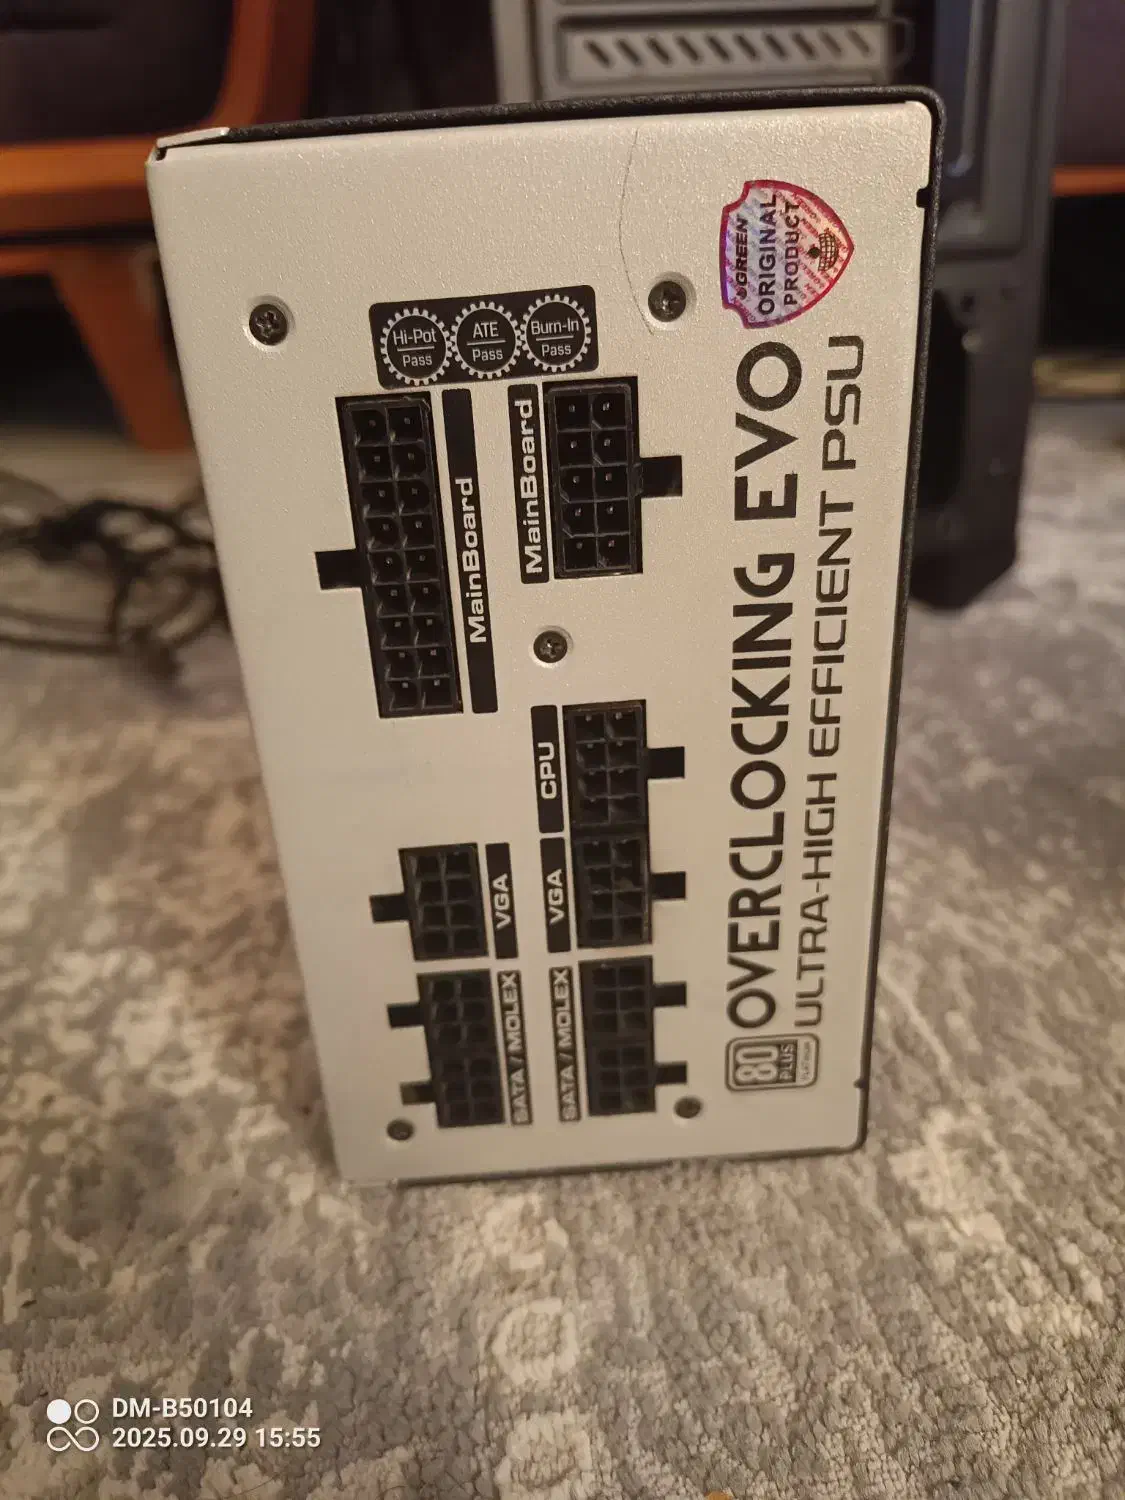 GREEN
ORIGINAL
PRODUCT
Hi-Pot
Pass
ATE
Pass
Burn-In
Pass
MainBoard
MainBoard
CPU
VGA
VGA
SATA / MOLEX
SATA / MOLEX
OVERCLOCKING EVO
ULTRA-HIGH EFFICIENT PSU
80
PLUS
PLATINUM
DM-B50104
2025.09.29 15:55